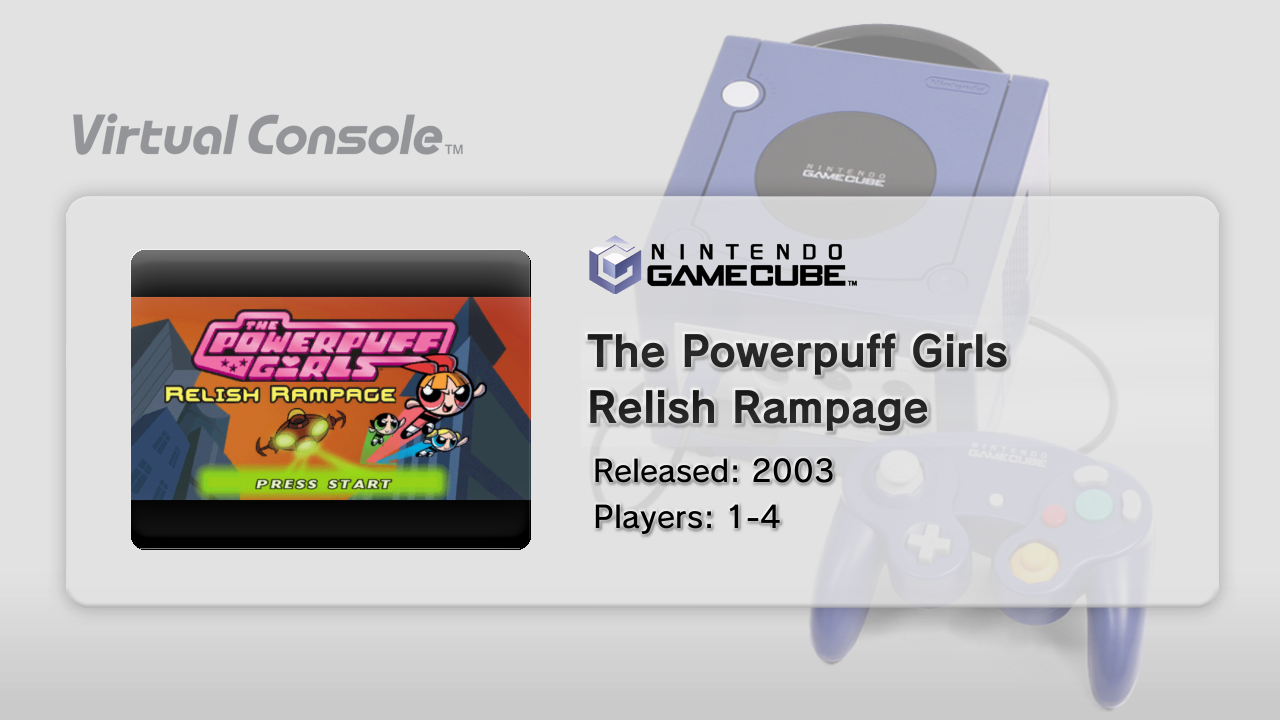 Virtual Console™
Nintendo
NINTENDO
GAMECUBE
NINTENDO
GAMECUBE™
THE
POWERPUFF
GIRLS
RELISH RAMPAGE
PRESS START
The Powerpuff Girls
Relish Rampage
Released: 2003
Players: 1-4
NINTENDO
GAMECUBE